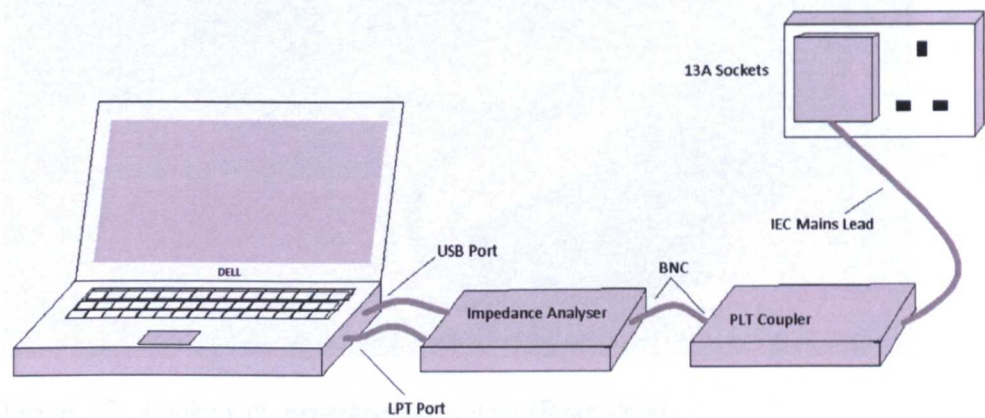 13A Sockets
IEC Mains Lead
USB Port
BNC
DELL
Impedance Analyser
PLT Coupler
LPT Port